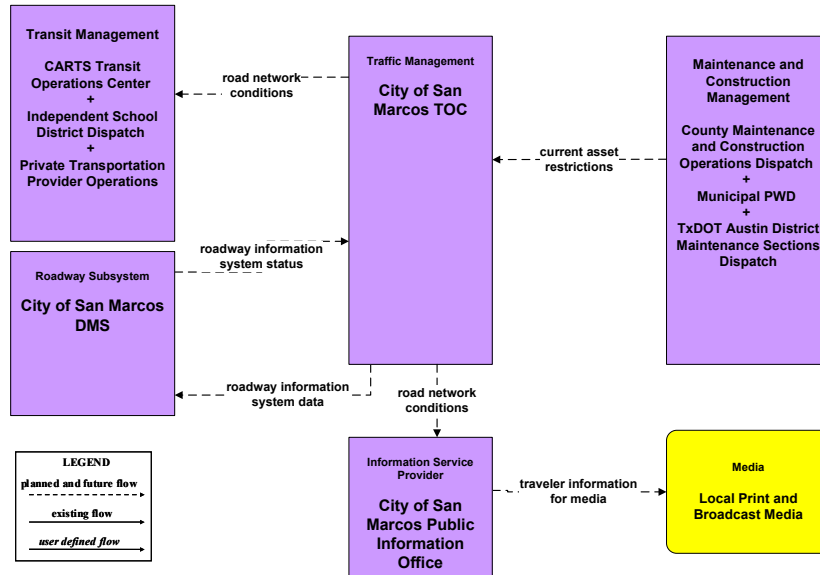 Transit Management
CARTS Transit
Operations Center
+
Independent School
District Dispatch
+
Private Transportation
Provider Operations
road network
conditions
Traffic Management
City of San
Marcos TOC
current asset
restrictions
Maintenance and
Construction
Management
County Maintenance
and Construction
Operations Dispatch
+
Municipal PWD
+
TxDOT Austin District
Maintenance Sections
Dispatch
roadway information
system status
Roadway Subsystem
City of San Marcos
DMS
roadway information
system data
road network
conditions
LEGEND
planned and future flow
existing flow
user defined flow
Information Service
Provider
City of San
Marcos Public
Information
Office
traveler information
for media
Media
Local Print and
Broadcast Media